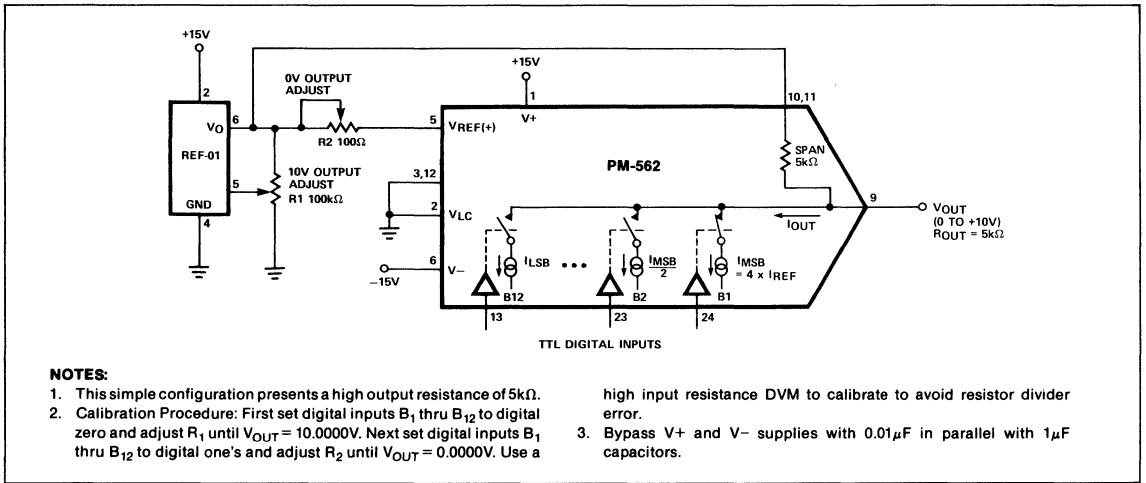 +15V
2
0V OUTPUT
ADJUST
+15V
1
V+
10,11
VO
6
R2 100Ω
5
VREF(+)
SPAN
5kΩ
REF-01
PM-562
10V OUTPUT
ADJUST
R1 100kΩ
5
3,12
GND
4
2
VLC
9
VOUT
(0 TO +10V)
ROUT = 5kΩ
IOUT
−15V
6
V−
ILSB
•••
IMSB
2
IMSB
= 4 x IREF
B12
B2
B1
13
23
24
TTL DIGITAL INPUTS
NOTES:
1. This simple configuration presents a high output resistance of 5kΩ.
2. Calibration Procedure: First set digital inputs B1 thru B12 to digital
zero and adjust R1 until VOUT = 10.0000V. Next set digital inputs B1
thru B12 to digital one's and adjust R2 until VOUT = 0.0000V. Use a
high input resistance DVM to calibrate to avoid resistor divider
error.
3. Bypass V+ and V− supplies with 0.01μF in parallel with 1μF
capacitors.